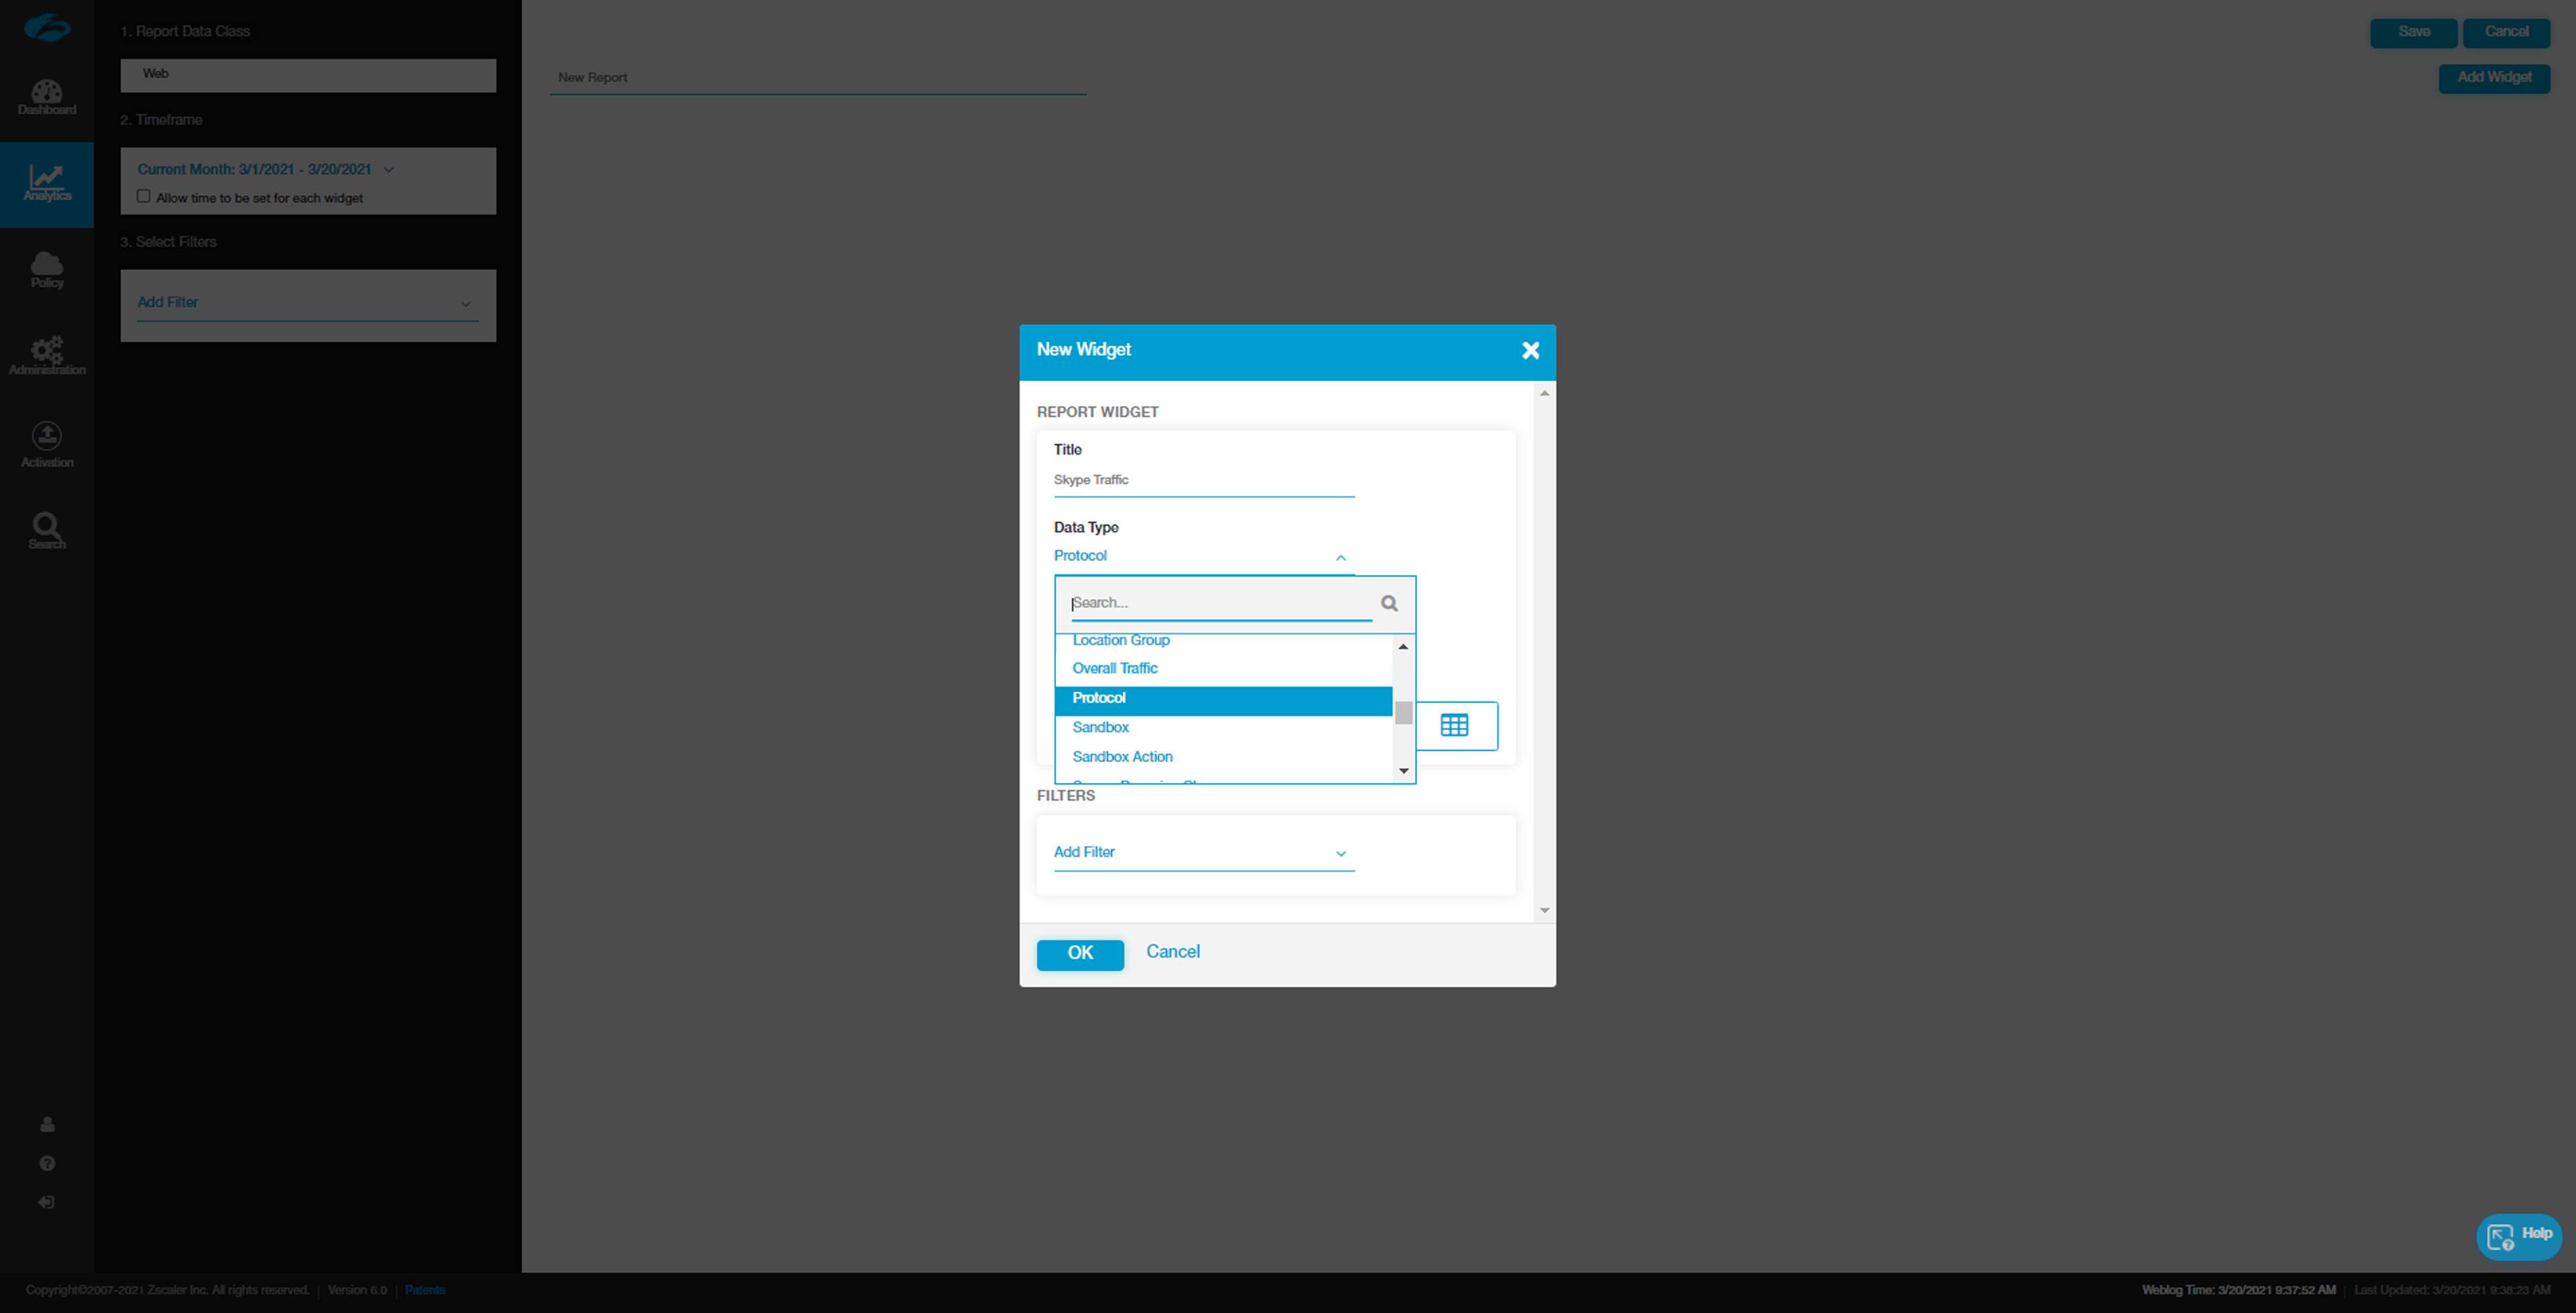 1. Report Data Class
Web
2. Timeframe
Current Month: 3/1/2021 - 3/20/2021
Allow time to be set for each widget
3. Select Filters
Add Filter
Dashboard
Analytics
Policy
Administration
Activation
Search
New Report
Save
Cancel
Add Widget
New Widget
REPORT WIDGET
Title
Skype Traffic
Data Type
Protocol
Search...
Location Group
Overall Traffic
Protocol
Sandbox
Sandbox Action
FILTERS
Add Filter
OK
Cancel
Help
Copyright©2007-2021 Zscaler Inc. All rights reserved. | Version 6.0 | Patents
Weblog Time: 3/20/2021 9:37:52 AM | Last Updated: 3/20/2021 9:38:23 AM